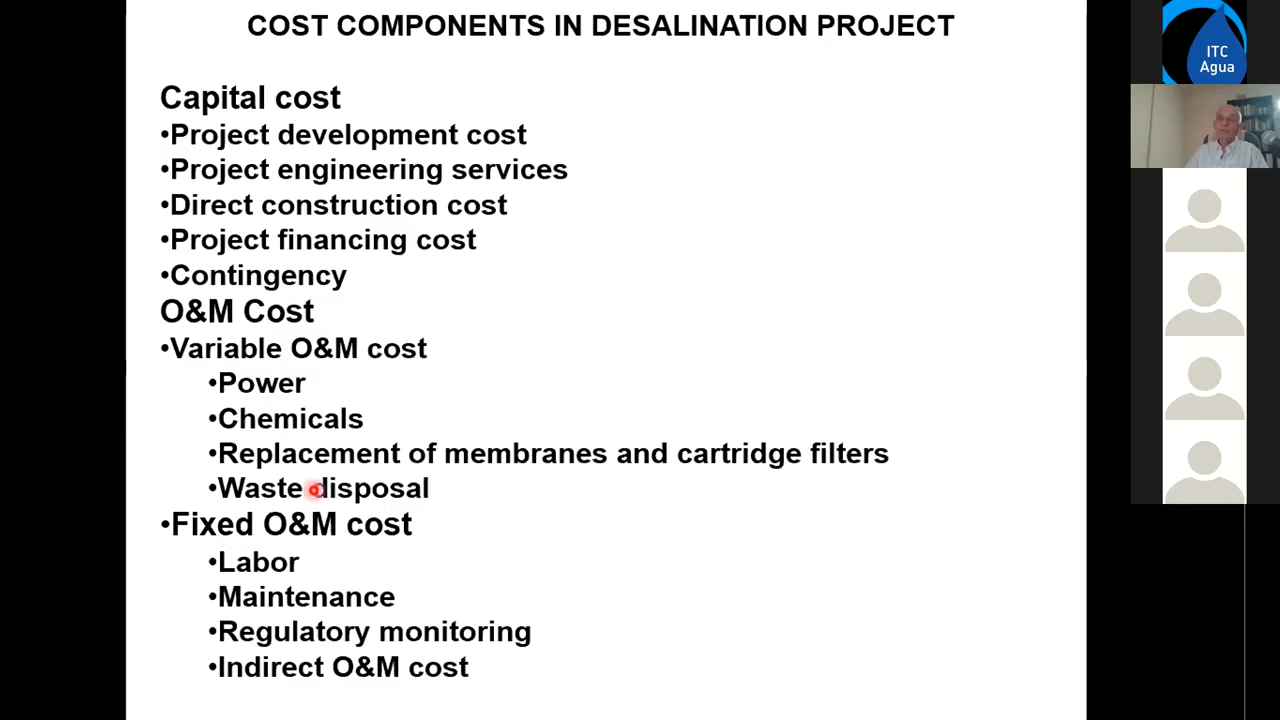 COST COMPONENTS IN DESALINATION PROJECT
Capital cost
•Project development cost
•Project engineering services
•Direct construction cost
•Project financing cost
•Contingency
O&M Cost
•Variable O&M cost
•Power
•Chemicals
•Replacement of membranes and cartridge filters
•Waste disposal
•Fixed O&M cost
•Labor
•Maintenance
•Regulatory monitoring
•Indirect O&M cost
ITC
Agua